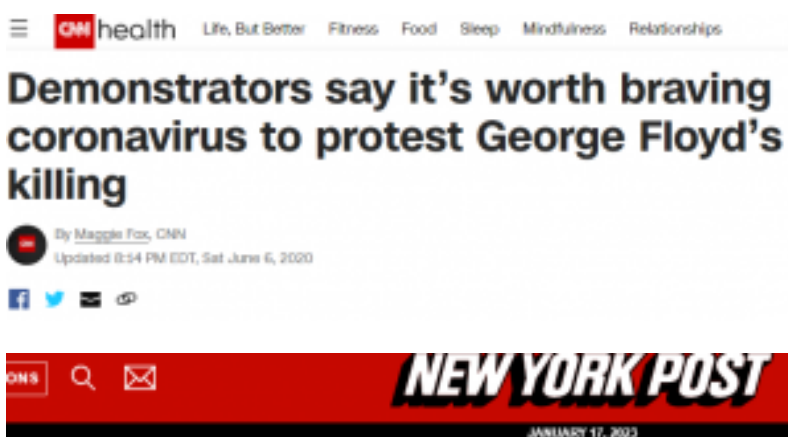 CNN health Life, But Better Fitness Food Sleep Mindfulness Relationships
Demonstrators say it's worth braving
coronavirus to protest George Floyd's
killing
By Maggie Fox, CNN
Updated 8:54 PM EDT, Sat June 6, 2020
ONS NEW YORK POST
JANUARY 17, 2023